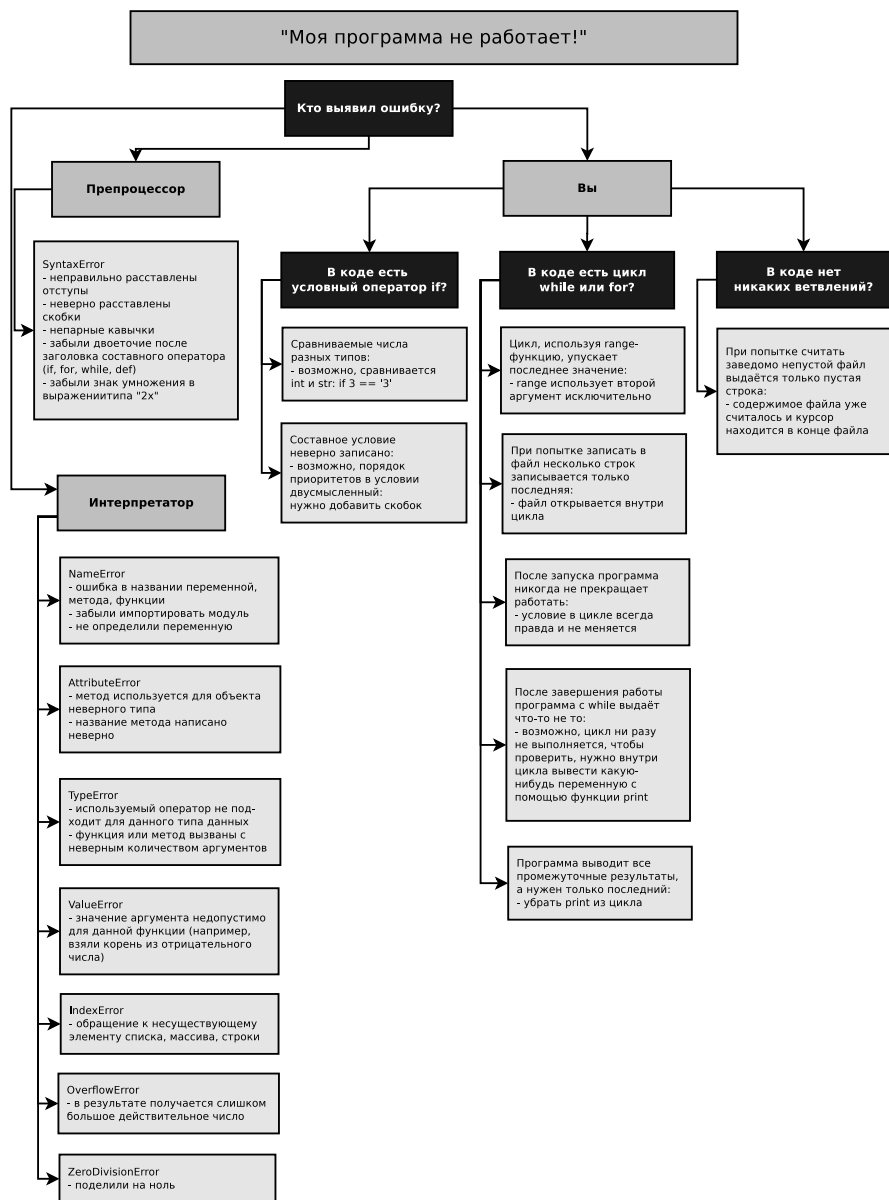 "Моя программа не работает!"
Кто выявил ошибку?
Препроцессор
SyntaxError
- неправильно расставлены
отступы
- неверно расставлены
скобки
- непарные кавычки
- забыли двоеточие после
заголовка составного оператора
(if, for, while, def)
- забыли знак умножения в
выражениитипа "2x"
Интерпретатор
NameError
- ошибка в названии переменной,
метода, функции
- забыли импортировать модуль
- не определили переменную
AttributeError
- метод используется для объекта
неверного типа
- название метода написано
неверно
TypeError
- используемый оператор не под-
ходит для данного типа данных
- функция или метод вызваны с
неверным количеством аргументов
ValueError
- значение аргумента недопустимо
для данной функции (например,
взяли корень из отрицательного
числа)
IndexError
- обращение к несуществующему
элементу списка, массива, строки
OverflowError
- в результате получается слишком
большое действительное число
ZeroDivisionError
- поделили на ноль
Вы
В коде есть
условный оператор if?
Сравниваемые числа
разных типов:
- возможно, сравнивается
int и str: if 3 == '3'
Составное условие
неверно записано:
- возможно, порядок
приоритетов в условии
двусмысленный:
нужно добавить скобок
В коде есть цикл
while или for?
Цикл, используя range-
функцию, упускает
последнее значение:
- range использует второй
аргумент исключительно
При попытке записать в
файл несколько строк
записывается только
последняя:
- файл открывается внутри
цикла
После запуска программа
никогда не прекращает
работать:
- условие в цикле всегда
правда и не меняется
После завершения работы
программа с while выдаёт
что-то не то:
- возможно, цикл ни разу
не выполняется, чтобы
проверить, нужно внутри
цикла вывести какую-
нибудь переменную с
помощью функции print
Программа выводит все
промежуточные результаты,
а нужен только последний:
- убрать print из цикла
В коде нет
никаких ветвлений?
При попытке считать
заведомо непустой файл
выдаётся только пустая
строка:
- содержимое файла уже
считалось и курсор
находится в конце файла